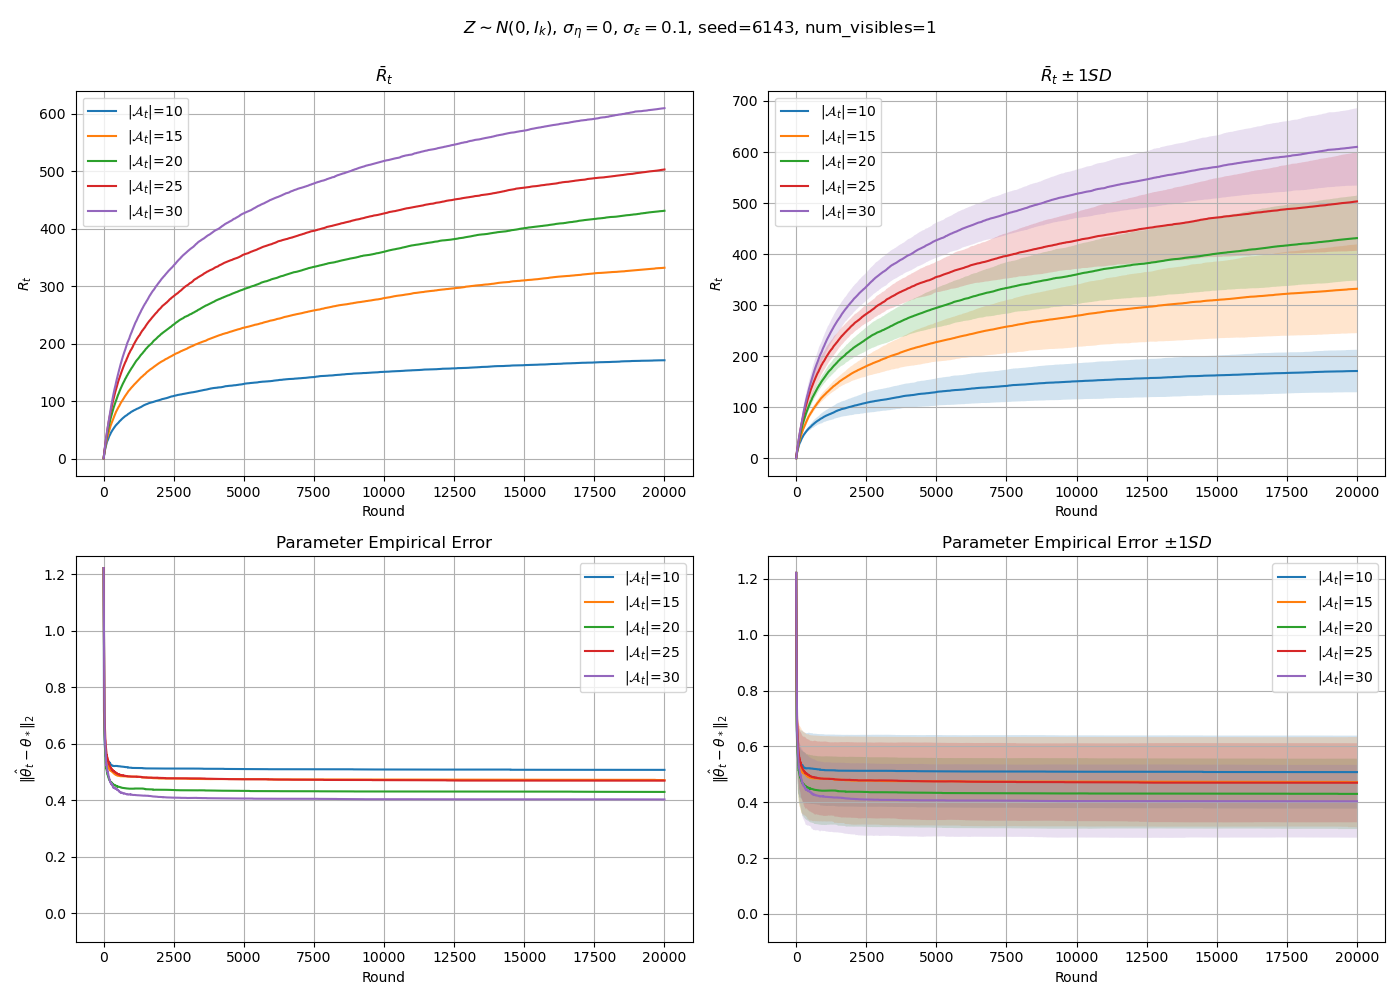 Z ∼ N(0, I_k), σ_η = 0, σ_ε = 0.1, seed=6143, num_visibles=1
R̄_t
R_t
600
500
400
300
200
100
0
|𝒜_t|=10
|𝒜_t|=15
|𝒜_t|=20
|𝒜_t|=25
|𝒜_t|=30
0 2500 5000 7500 10000 12500 15000 17500 20000
Round
R̄_t ± 1SD
R_t
700
600
500
400
300
200
100
0
|𝒜_t|=10
|𝒜_t|=15
|𝒜_t|=20
|𝒜_t|=25
|𝒜_t|=30
0 2500 5000 7500 10000 12500 15000 17500 20000
Round
Parameter Empirical Error
‖θ̂_t − θ_*‖_2
1.2
1.0
0.8
0.6
0.4
0.2
0.0
|𝒜_t|=10
|𝒜_t|=15
|𝒜_t|=20
|𝒜_t|=25
|𝒜_t|=30
0 2500 5000 7500 10000 12500 15000 17500 20000
Round
Parameter Empirical Error ±1SD
‖θ̂_t − θ_*‖_2
1.2
1.0
0.8
0.6
0.4
0.2
0.0
|𝒜_t|=10
|𝒜_t|=15
|𝒜_t|=20
|𝒜_t|=25
|𝒜_t|=30
0 2500 5000 7500 10000 12500 15000 17500 20000
Round